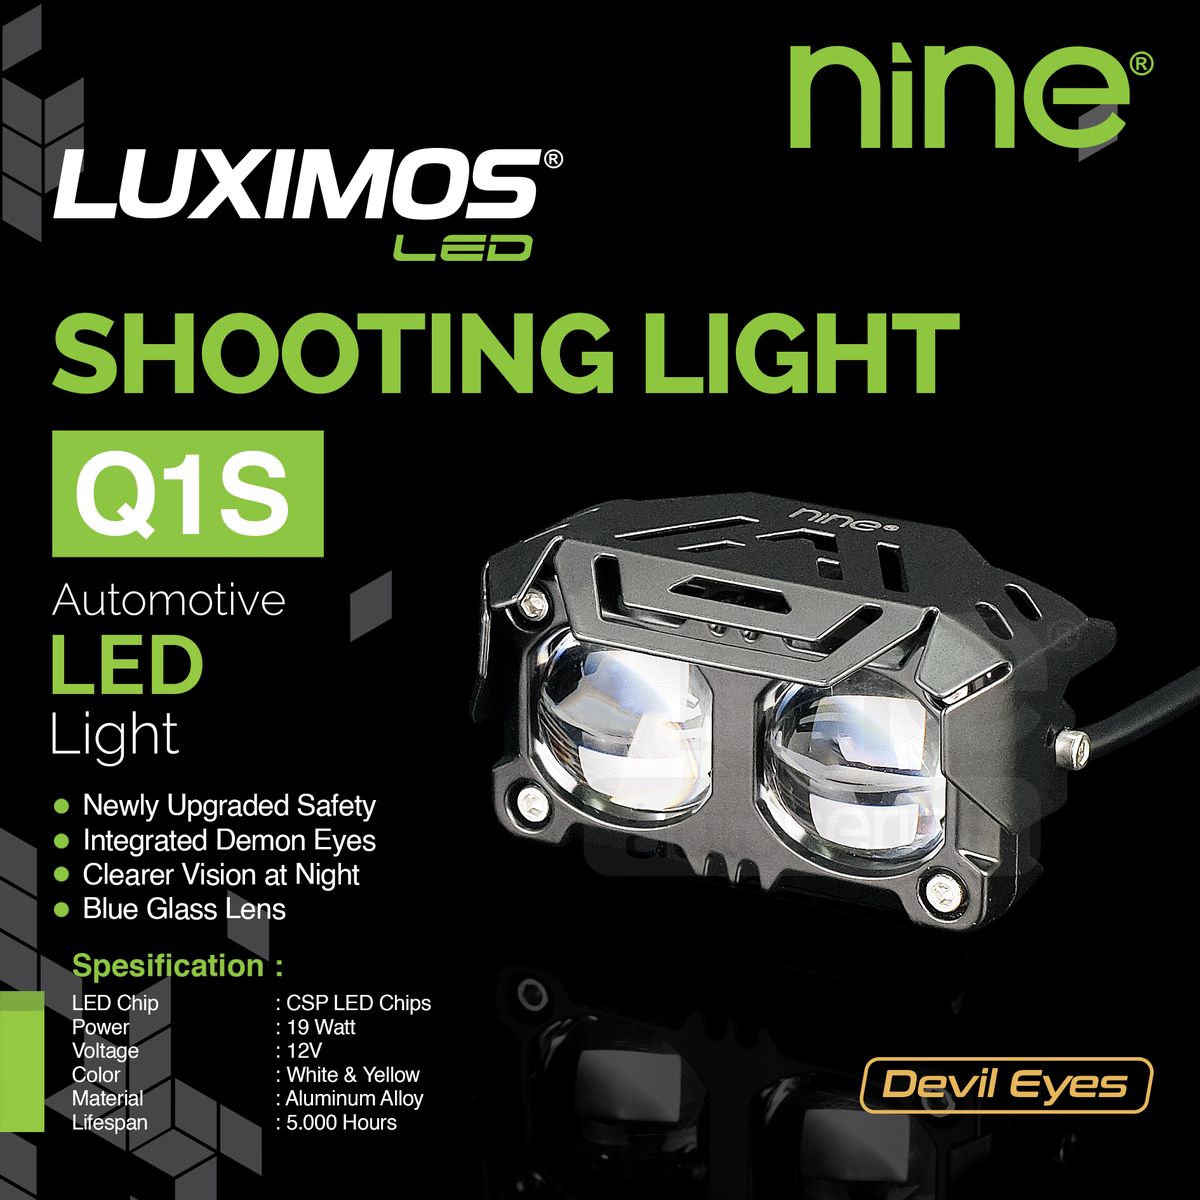 nine®
LUXIMOS®
LED
SHOOTING LIGHT
Q1S
nine®
Automotive
LED
Light
Newly Upgraded Safety
Integrated Demon Eyes
Clearer Vision at Night
Blue Glass Lens
Spesification :
LED Chip : CSP LED Chips
Power : 19 Watt
Voltage : 12V
Color : White & Yellow
Material : Aluminum Alloy
Lifespan : 5.000 Hours
Devil Eyes